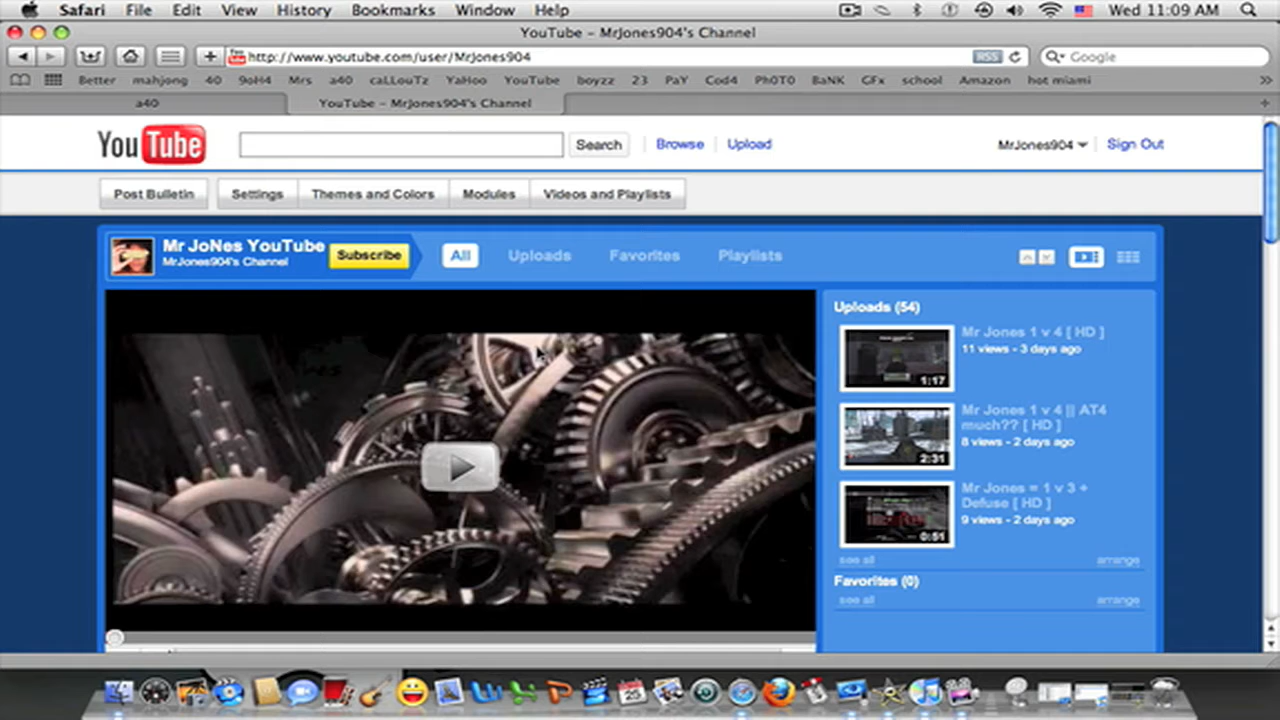 Safari File Edit View History Bookmarks Window Help Wed 11:09 AM
YouTube – MrJones904's Channel
http://www.youtube.com/user/MrJones904 RSS Google
Better mahjong 40 9oH4 Mrs a40 caLLouTz YaHoo YouTube boyzz 23 PaY Cod4 Ph0T0 BaNK GFx school Amazon hot miami
a40 YouTube – MrJones904's Channel
YouTube Search Browse Upload MrJones904 Sign Out
Post Bulletin Settings Themes and Colors Modules Videos and Playlists
Mr JoNes YouTube
MrJones904's Channel
Subscribe All Uploads Favorites Playlists
Uploads (54)
Mr Jones 1 v 4 [ HD ]
11 views - 3 days ago
1:17
Mr Jones 1 v 4 || AT4
much?? [ HD ]
8 views - 2 days ago
2:31
Mr Jones = 1 v 3 +
Defuse [ HD ]
9 views - 2 days ago
0:51
see all arrange
Favorites (0)
see all arrange